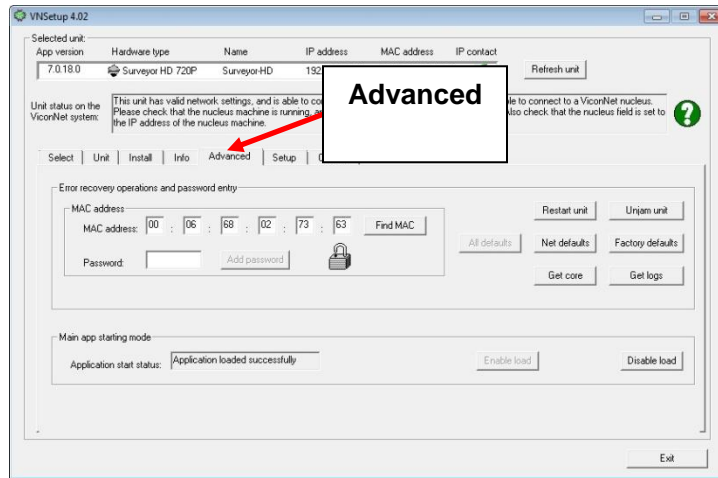 VNSetup 4.02
Selected unit:
App version Hardware type Name IP address MAC address IP contact
7.0.18.0 Surveyor HD 720P Surveyor-HD 192 Refresh unit
Advanced
Unit status on the
ViconNet system:
This unit has valid network settings, and is able to to connect to a ViconNet nucleus.
Please check that the nucleus machine is running, Also check that the nucleus field is set to
the IP address of the nucleus machine.
Select Unit Install Info Advanced Setup
Error recovery operations and password entry
MAC address
MAC address: 00 : 06 : 68 : 02 : 73 : 63 Find MAC
Password: Add password
Restart unit Unjam unit
All defaults Net defaults Factory defaults
Get core Get logs
Main app starting mode
Application start status: Application loaded successfully Enable load Disable load
Exit